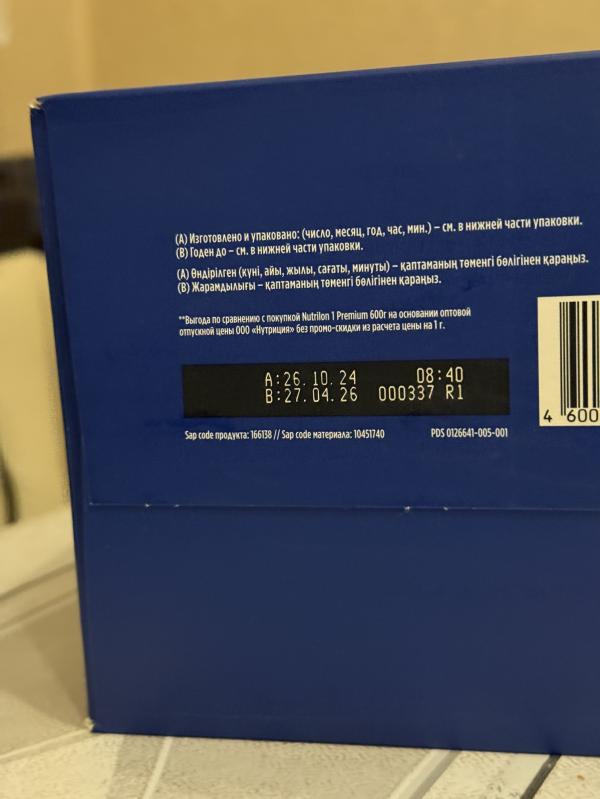 (A) Изготовлено и упаковано: (число, месяц, год, час, мин.) – см. в нижней части упаковки.
(B) Годен до – см. в нижней части упаковки.
(A) Өндірілген (күні, айы, жылы, сағаты, минуты) – қаптаманың төменгі бөлігінен қараңыз.
(B) Жарамдылығы – қаптаманың төменгі бөлігінен қараңыз.
**Выгода по сравнению с покупкой Nutrilon 1 Premium 600г на основании оптовой
отпускной цены ООО «Нутриция» без промо-скидки из расчета цены на 1 г.
A:26. 10. 24 08:40
B:27. 04. 26 000337 R1
4 600
Sap code продукта: 166138 // Sap code материала: 10451740 PDS 0126641-005-001